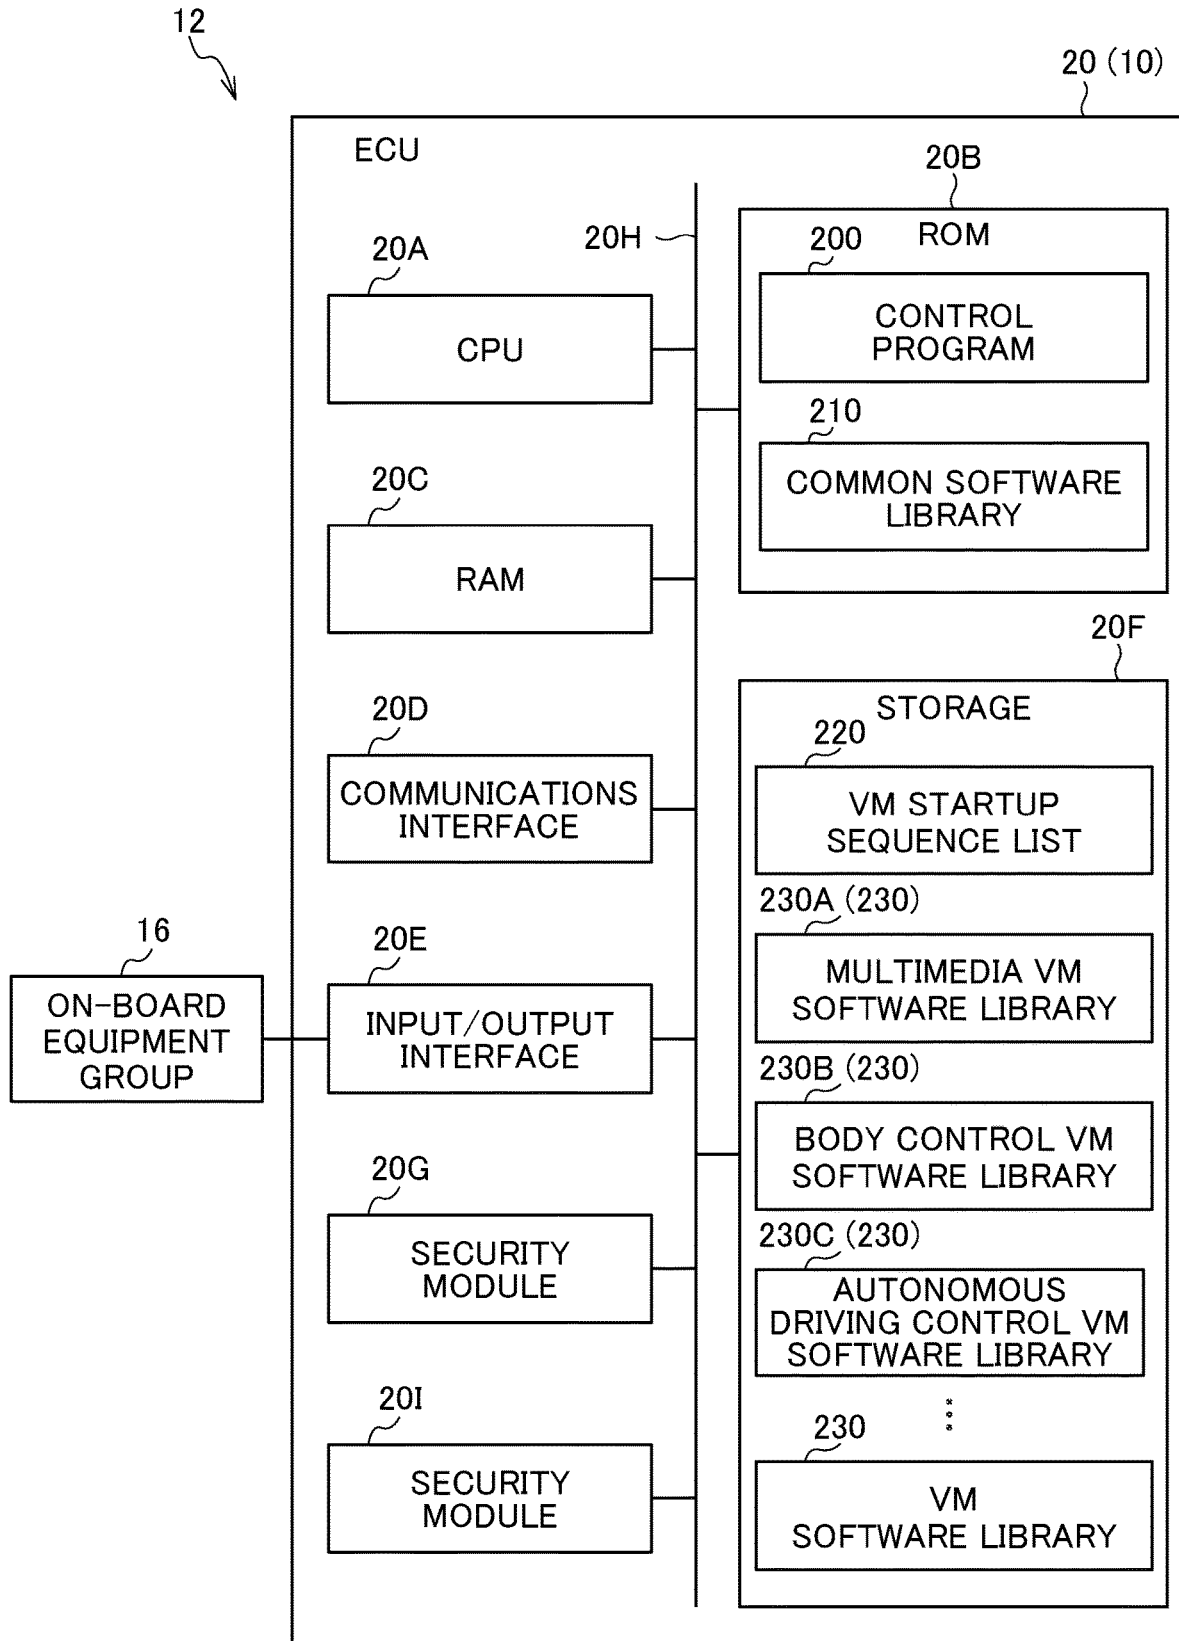 12
20 (10)
ECU
20A
CPU
20C
RAM
20D
COMMUNICATIONS
INTERFACE
16
ON-BOARD
EQUIPMENT
GROUP
20E
INPUT/OUTPUT
INTERFACE
20G
SECURITY
MODULE
20I
SECURITY
MODULE
20H
20B
ROM
200
CONTROL
PROGRAM
210
COMMON SOFTWARE
LIBRARY
20F
STORAGE
220
VM STARTUP
SEQUENCE LIST
230A (230)
MULTIMEDIA VM
SOFTWARE LIBRARY
230B (230)
BODY CONTROL VM
SOFTWARE LIBRARY
230C (230)
AUTONOMOUS
DRIVING CONTROL VM
SOFTWARE LIBRARY
230
VM
SOFTWARE LIBRARY